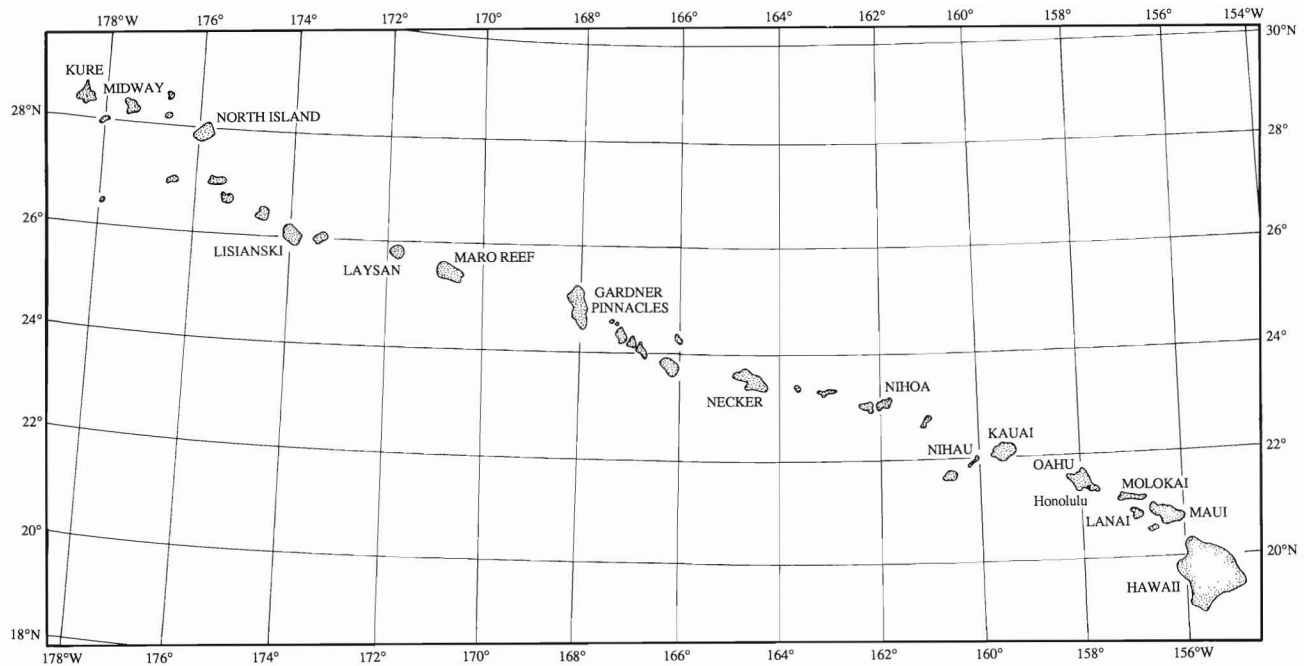 178°W 176° 174° 172° 170° 168° 166° 164° 162° 160° 158° 156° 154°W
30°N
KURE
MIDWAY
28°N
NORTH ISLAND
28°
26°
26°
LISIANSKI
LAYSAN
MARO REEF
GARDNER
PINNACLES
24°
24°
NECKER
NIHOA
22°
22°
NIHAU
KAUAI
OAHU
Honolulu
MOLOKAI
LANAI
MAUI
20°
20°N
HAWAII
18°N
178°W 176° 174° 172° 170° 168° 166° 164° 162° 160° 158° 156°W